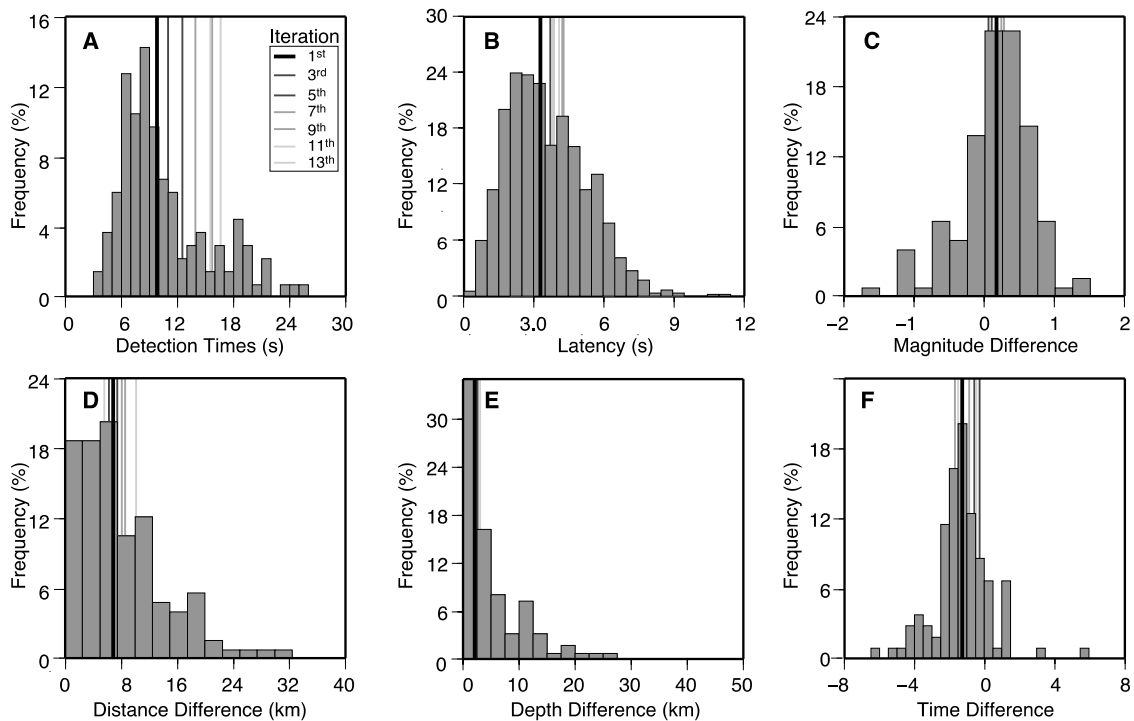 A
Iteration
1st
3rd
5th
7th
9th
11th
13th
16
12
8
4
0
Frequency (%)
0 6 12 18 24 30
Detection Times (s)
B
30
24
18
12
6
0
Frequency (%)
0 3.0 6 9 12
Latency (s)
C
24
18
12
6
0
Frequency (%)
−2 −1 0 1 2
Magnitude Difference
D
24
18
12
6
0
Frequency (%)
0 8 16 24 32 40
Distance Difference (km)
E
30
24
18
12
6
0
Frequency (%)
0 10 20 30 40 50
Depth Difference (km)
F
18
12
6
0
Frequency (%)
−8 −4 0 4 8
Time Difference